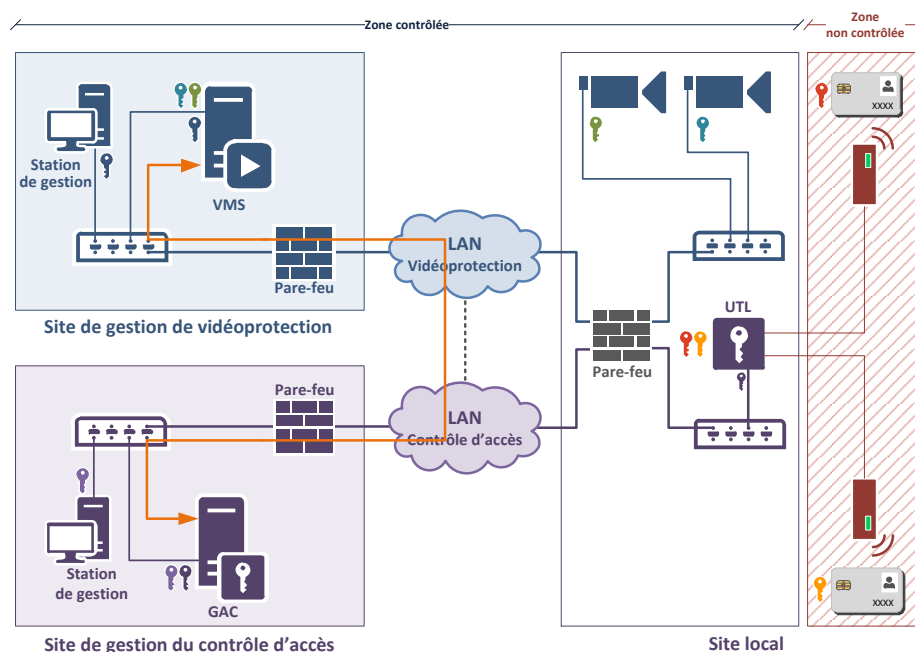 Zone contrôlée
Zone
non contrôlée
XXXX
Station
de gestion
VMS
LAN
Vidéoprotection
Pare-feu
UTL
Site de gestion de vidéoprotection
Pare-feu
Pare-feu
LAN
Contrôle d'accès
Station
de gestion
GAC
XXXX
Site de gestion du contrôle d'accès
Site local